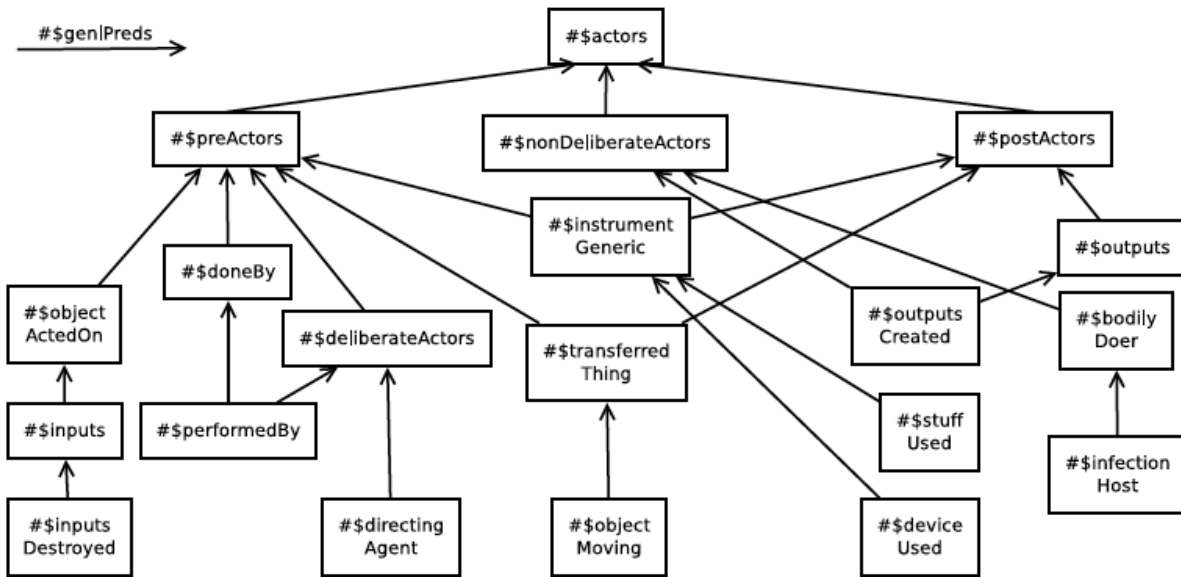 #$genlPreds
#$actors
#$preActors
#$nonDeliberateActors
#$postActors
#$instrument
Generic
#$outputs
#$doneBy
#$object
ActedOn
#$deliberateActors
#$transferred
Thing
#$outputs
Created
#$bodily
Doer
#$inputs
#$performedBy
#$stuff
Used
#$infection
Host
#$inputs
Destroyed
#$directing
Agent
#$object
Moving
#$device
Used